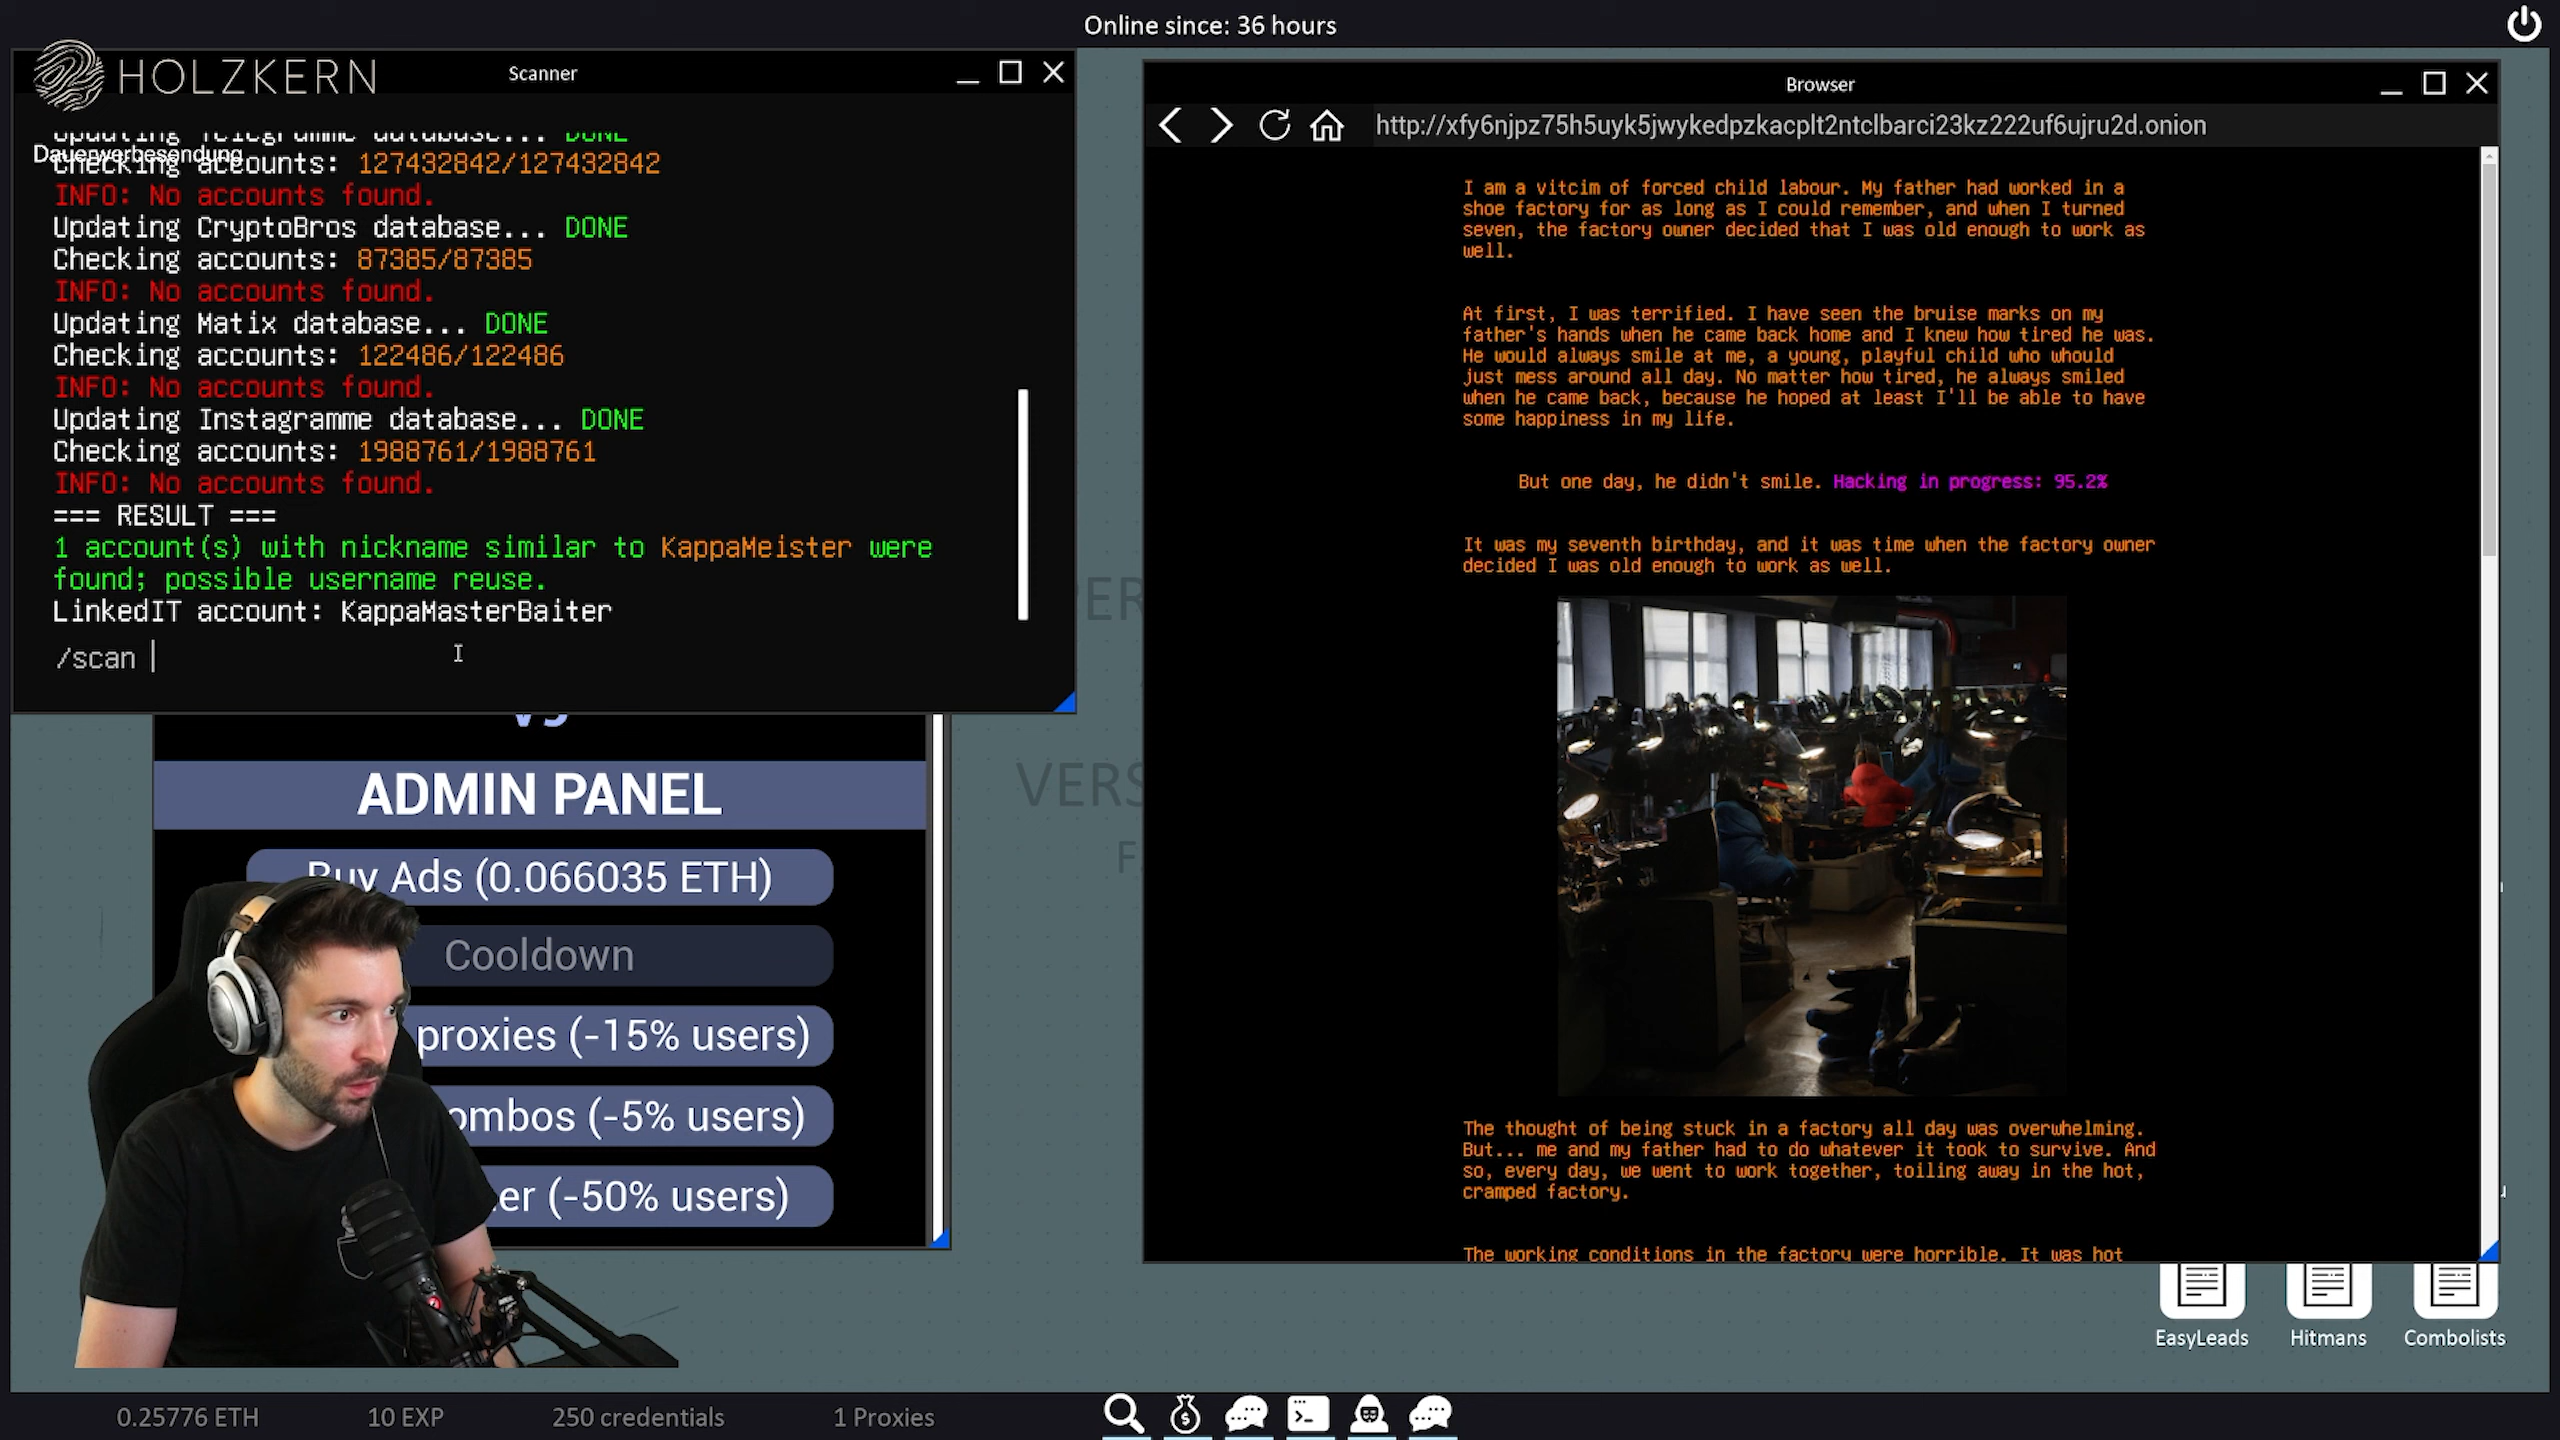 Online since: 36 hours
HOLZKERN
Scanner
Dauerwerbesendung
Updating Telegramme database... DONE
Checking accounts: 127432842/127432842
INFO: No accounts found.
Updating CryptoBros database... DONE
Checking accounts: 87385/87385
INFO: No accounts found.
Updating Matix database... DONE
Checking accounts: 122486/122486
INFO: No accounts found.
Updating Instagramme database... DONE
Checking accounts: 1988761/1988761
INFO: No accounts found.
=== RESULT ===
1 account(s) with nickname similar to KappaMeister were
found; possible username reuse.
LinkedIT account: KappaMasterBaiter
/scan
ADMIN PANEL
Buy Ads (0.066035 ETH)
Cooldown
proxies (-15% users)
ombos (-5% users)
er (-50% users)
PER
VERS
F
Browser
http://xfy6njpz75h5uyk5jwykedpzkacplt2ntclbarci23kz222uf6ujru2d.onion
I am a vitcim of forced child labour. My father had worked in a
shoe factory for as long as I could remember, and when I turned
seven, the factory owner decided that I was old enough to work as
well.
At first, I was terrified. I have seen the bruise marks on my
father's hands when he came back home and I knew how tired he was.
He would always smile at me, a young, playful child who whould
just mess around all day. No matter how tired, he always smiled
when he came back, because he hoped at least I'll be able to have
some happiness in my life.
But one day, he didn't smile. Hacking in progress: 95.2%
It was my seventh birthday, and it was time when the factory owner
decided I was old enough to work as well.
The thought of being stuck in a factory all day was overwhelming.
But... me and my father had to do whatever it took to survive. And
so, every day, we went to work together, toiling away in the hot,
cramped factory.
The working conditions in the factory were horrible. It was hot
EasyLeads
Hitmans
Combolists
0.25776 ETH
10 EXP
250 credentials
1 Proxies